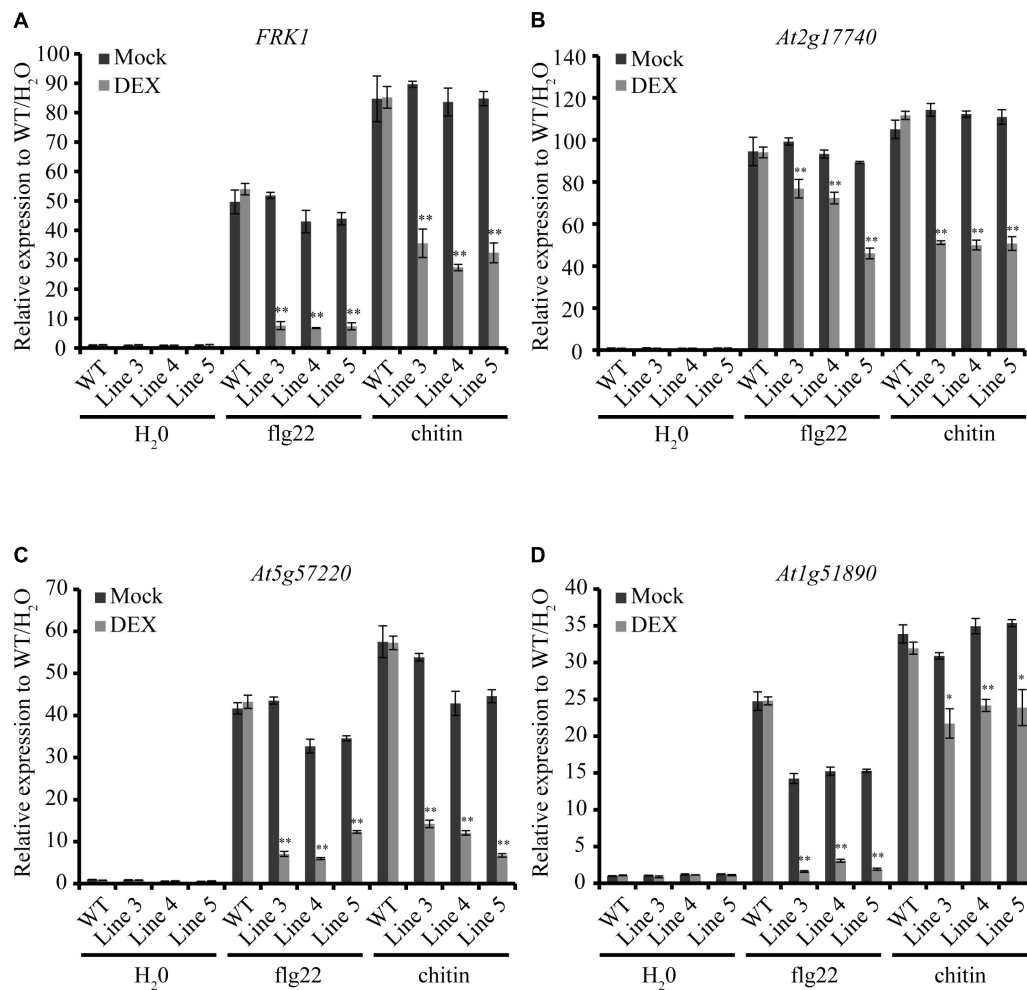 A
FRK1
Relative expression to WT/H₂O
100
90
80
70
60
50
40
30
20
10
0
Mock
DEX
** ** ** ** ** **
WT Line 3 Line 4 Line 5 WT Line 3 Line 4 Line 5 WT Line 3 Line 4 Line 5
H₂0 flg22 chitin
B
At2g17740
Relative expression to WT/H₂O
140
120
100
80
60
40
20
0
Mock
DEX
** ** ** ** ** **
WT Line 3 Line 4 Line 5 WT Line 3 Line 4 Line 5 WT Line 3 Line 4 Line 5
H₂0 flg22 chitin
C
At5g57220
Relative expression to WT/H₂O
70
60
50
40
30
20
10
0
Mock
DEX
** ** ** ** ** **
WT Line 3 Line 4 Line 5 WT Line 3 Line 4 Line 5 WT Line 3 Line 4 Line 5
H₂0 flg22 chitin
D
At1g51890
Relative expression to WT/H₂O
40
35
30
25
20
15
10
5
0
Mock
DEX
** ** ** * ** *
WT Line 3 Line 4 Line 5 WT Line 3 Line 4 Line 5 WT Line 3 Line 4 Line 5
H₂0 flg22 chitin